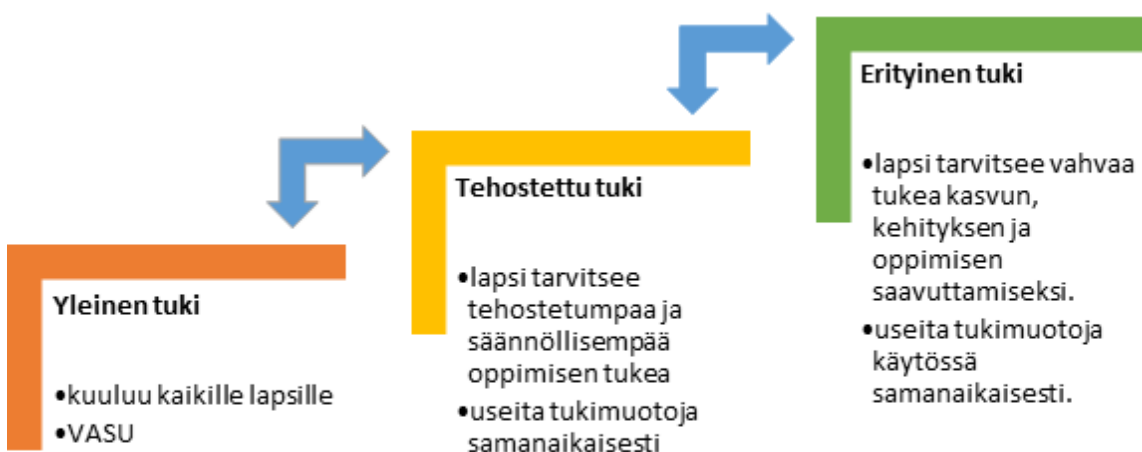 Yleinen tuki
•kuuluu kaikille lapsille
•VASU
Tehostettu tuki
•lapsi tarvitsee
tehostetumpaa ja
säännöllisempää
oppimisen tukea
•useita tukimuotoja
samanaikaisesti
Erityinen tuki
•lapsi tarvitsee vahvaa
tukea kasvun,
kehityksen ja
oppimisen
saavuttamiseksi.
•useita tukimuotoja
käytössä
samanaikaisesti.